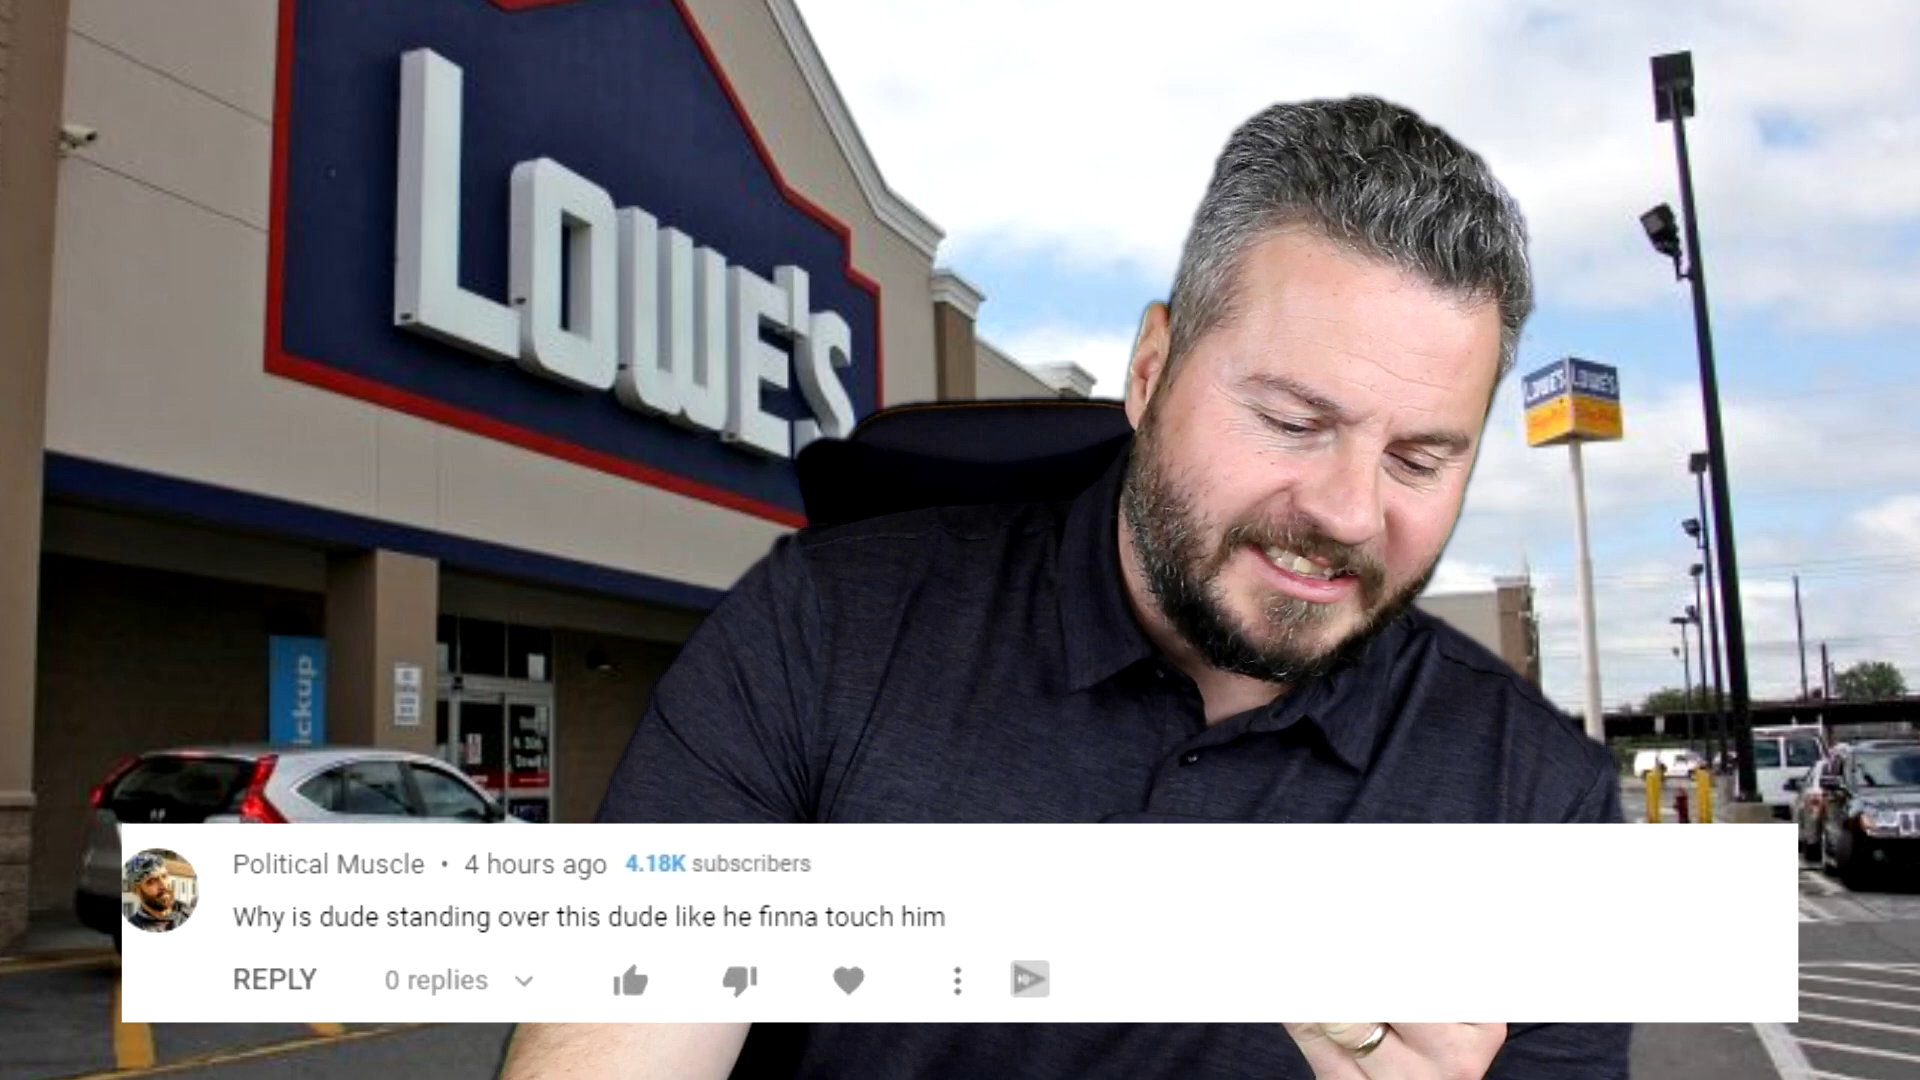 LOWE'S
LOWE'S LOWE'S
ickup
Political Muscle • 4 hours ago 4.18K subscribers
Why is dude standing over this dude like he finna touch him
REPLY 0 replies